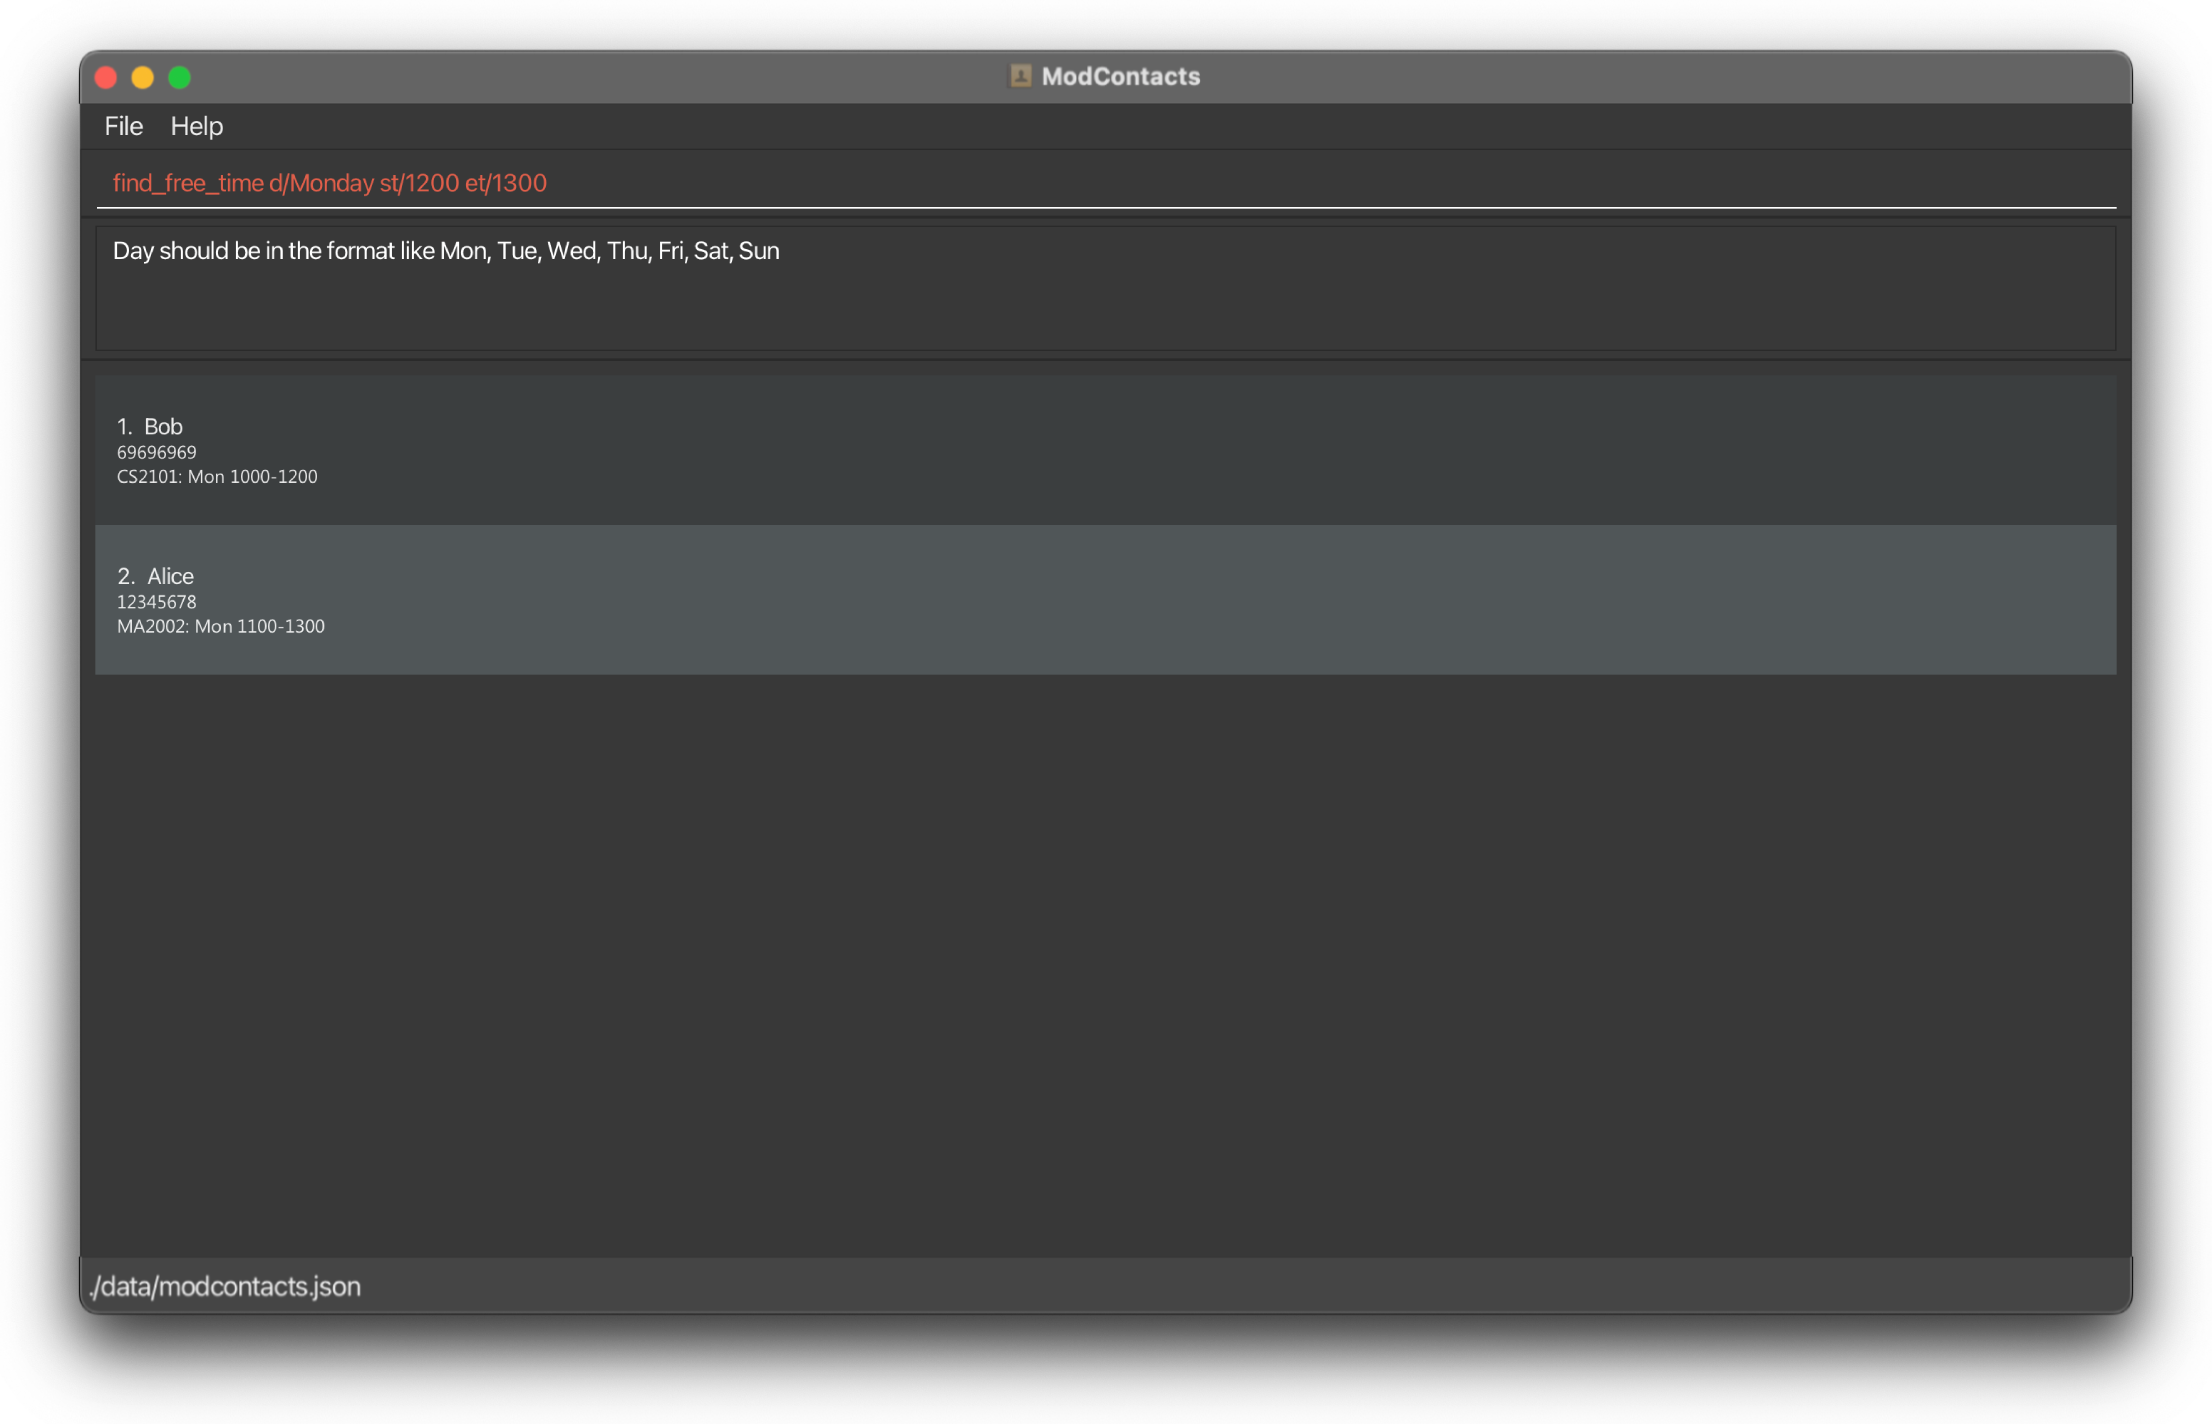 ModContacts
File Help
find_free_time d/Monday st/1200 et/1300
Day should be in the format like Mon, Tue, Wed, Thu, Fri, Sat, Sun
1. Bob
69696969
CS2101: Mon 1000-1200
2. Alice
12345678
MA2002: Mon 1100-1300
./data/modcontacts.json